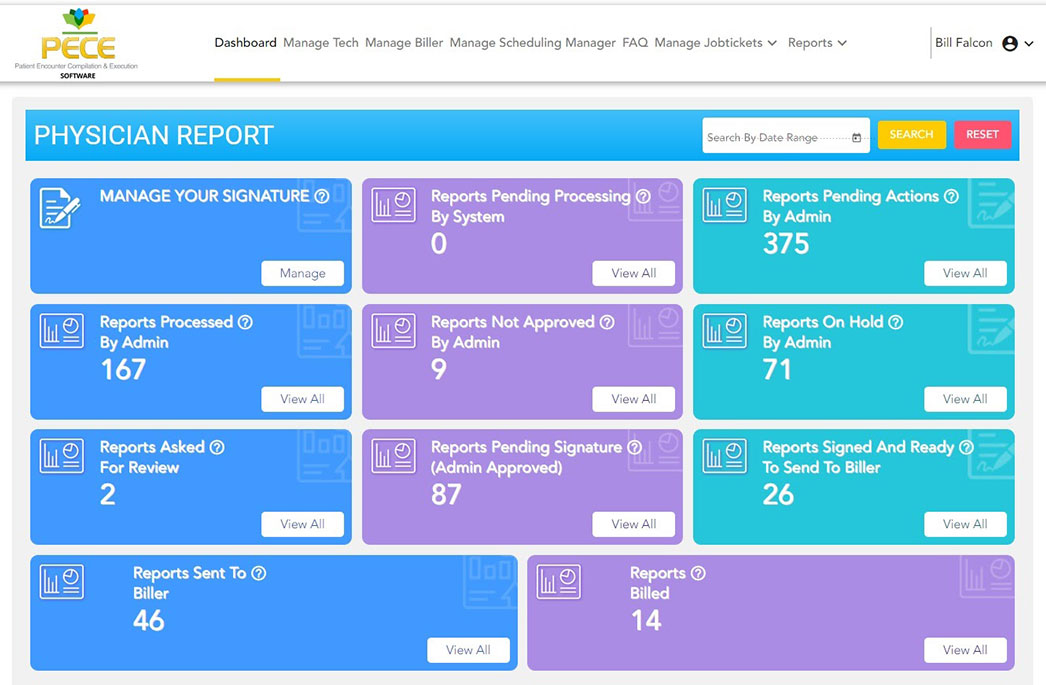 PECE
Patient Encounter Compilation & Execution
SOFTWARE
Dashboard Manage Tech Manage Biller Manage Scheduling Manager FAQ Manage Jobtickets Reports
Bill Falcon
PHYSICIAN REPORT
Search By Date Range
SEARCH
RESET
MANAGE YOUR SIGNATURE
Manage
Reports Pending Processing
By System
0
View All
Reports Pending Actions
By Admin
375
View All
Reports Processed
By Admin
167
View All
Reports Not Approved
By Admin
9
View All
Reports On Hold
By Admin
71
View All
Reports Asked
For Review
2
View All
Reports Pending Signature
(Admin Approved)
87
View All
Reports Signed And Ready
To Send To Biller
26
View All
Reports Sent To
Biller
46
View All
Reports
Billed
14
View All